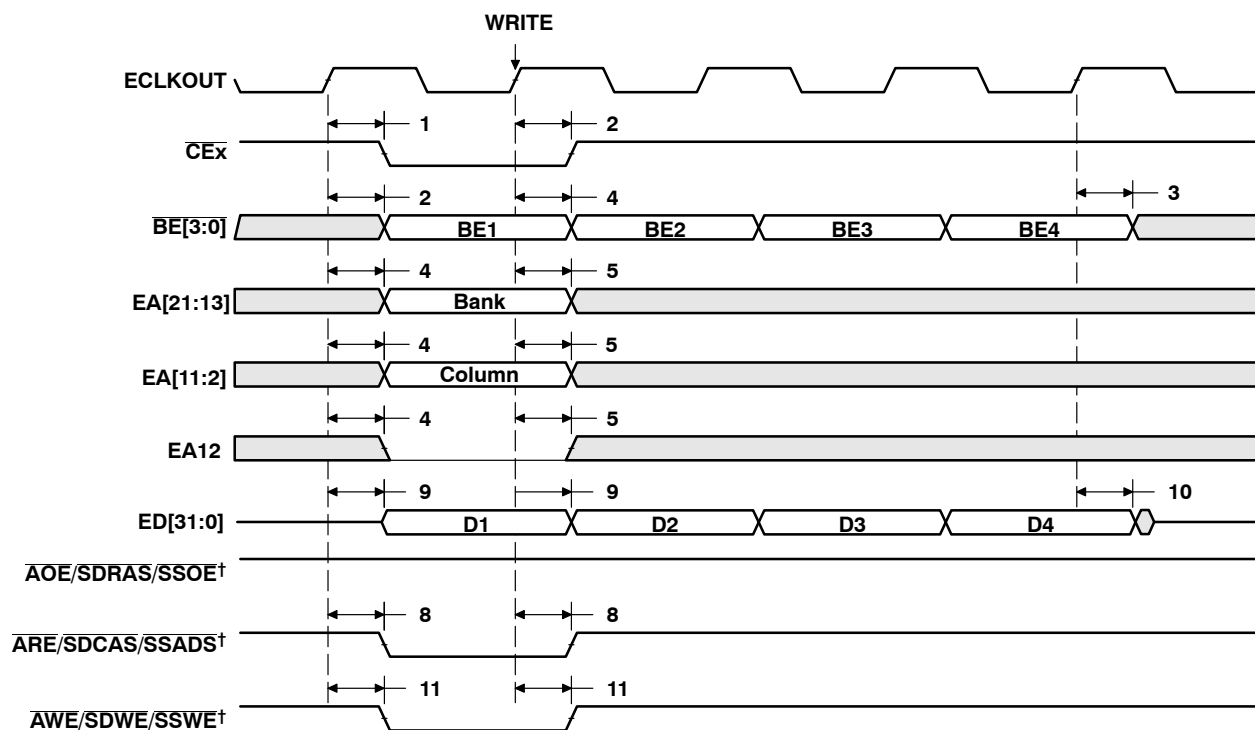 WRITE
ECLKOUT
1 2
CEx
2 4 3
BE[3:0] BE1 BE2 BE3 BE4
4 5
EA[21:13] Bank
4 5
EA[11:2] Column
4 5
EA12
9 9 10
ED[31:0] D1 D2 D3 D4
AOE/SDRAS/SSOE†
8 8
ARE/SDCAS/SSADS†
11 11
AWE/SDWE/SSWE†